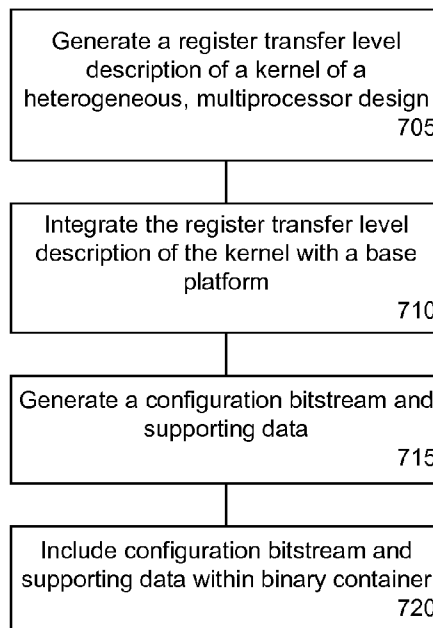 Generate a register transfer level
description of a kernel of a
heterogeneous, multiprocessor design
705
Integrate the register transfer level
description of the kernel with a base
platform
710
Generate a configuration bitstream and
supporting data
715
Include configuration bitstream and
supporting data within binary container
720